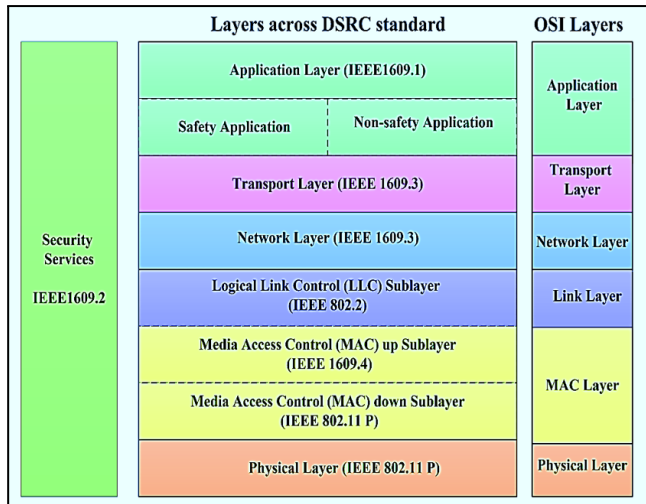 Layers across DSRC standard
OSI Layers
Security
Services
IEEE1609.2
Application Layer (IEEE1609.1)
Safety Application
Non-safety Application
Transport Layer (IEEE 1609.3)
Network Layer (IEEE 1609.3)
Logical Link Control (LLC) Sublayer
(IEEE 802.2)
Media Access Control (MAC) up Sublayer
(IEEE 1609.4)
Media Access Control (MAC) down Sublayer
(IEEE 802.11 P)
Physical Layer (IEEE 802.11 P)
Application
Layer
Transport
Layer
Network Layer
Link Layer
MAC Layer
Physical Layer